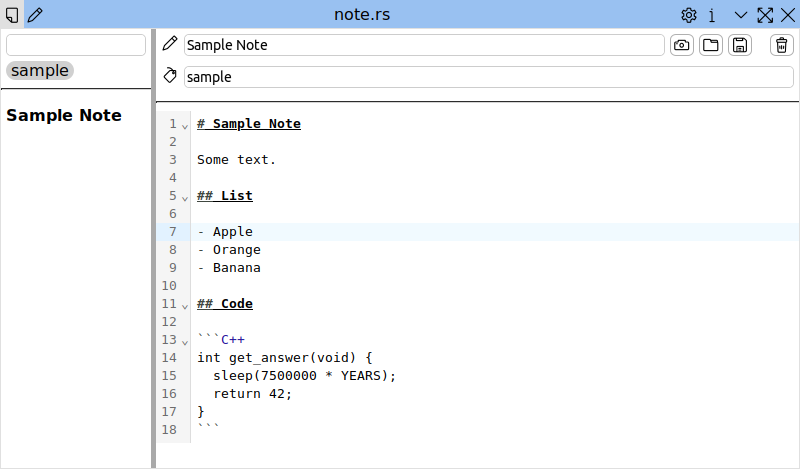 note.rs
sample
Sample Note
Sample Note
sample
1 # Sample Note
2
3 Some text.
4
5 ## List
6
7 - Apple
8 - Orange
9 - Banana
10
11 ## Code
12
13 ```C++
14 int get_answer(void) {
15   sleep(7500000 * YEARS);
16   return 42;
17 }
18 ```